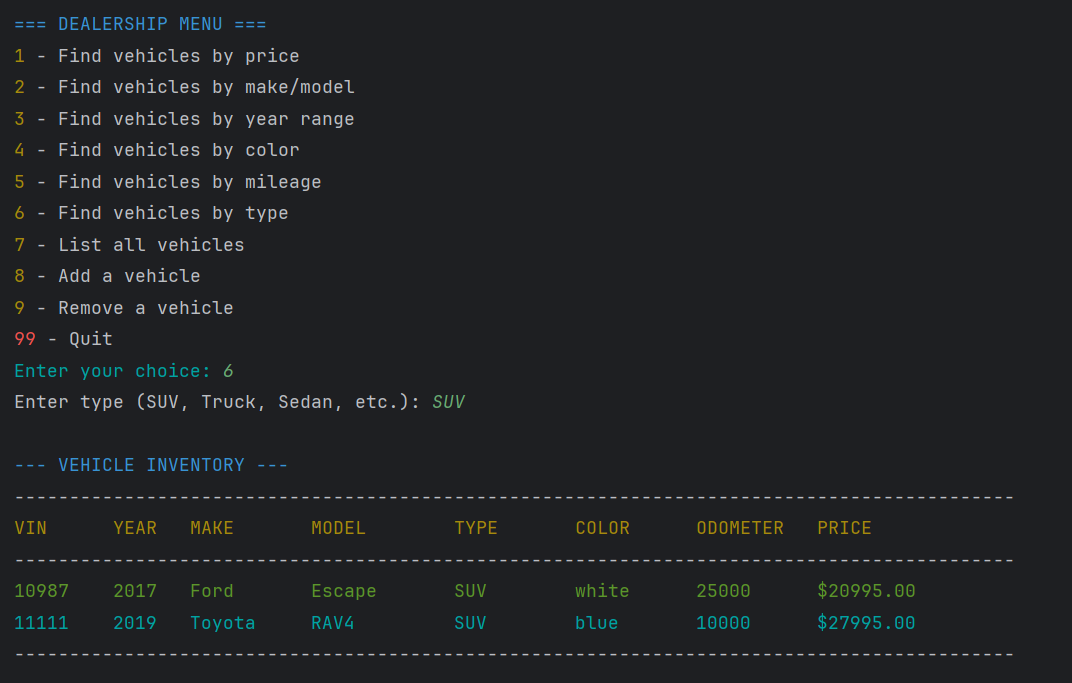 === DEALERSHIP MENU ===
1 - Find vehicles by price
2 - Find vehicles by make/model
3 - Find vehicles by year range
4 - Find vehicles by color
5 - Find vehicles by mileage
6 - Find vehicles by type
7 - List all vehicles
8 - Add a vehicle
9 - Remove a vehicle
99 - Quit
Enter your choice: 6
Enter type (SUV, Truck, Sedan, etc.): SUV

--- VEHICLE INVENTORY ---
-------------------------------------------------------------------------------------------
VIN      YEAR   MAKE       MODEL        TYPE       COLOR      ODOMETER   PRICE
-------------------------------------------------------------------------------------------
10987    2017   Ford       Escape       SUV        white      25000      $20995.00
11111    2019   Toyota     RAV4         SUV        blue       10000      $27995.00
-------------------------------------------------------------------------------------------